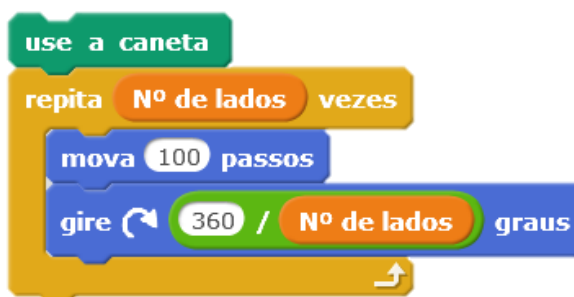 use a caneta
repita Nº de lados vezes
mova 100 passos
gire 360 / Nº de lados graus